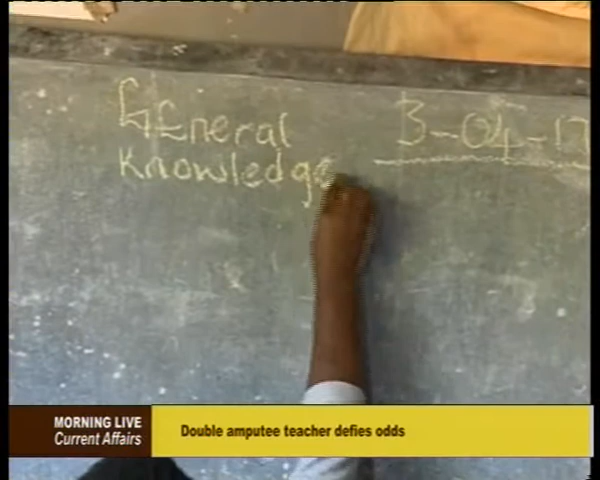 General 3-04-17
Knowledge
MORNING LIVE
Current Affairs
Double amputee teacher defies odds